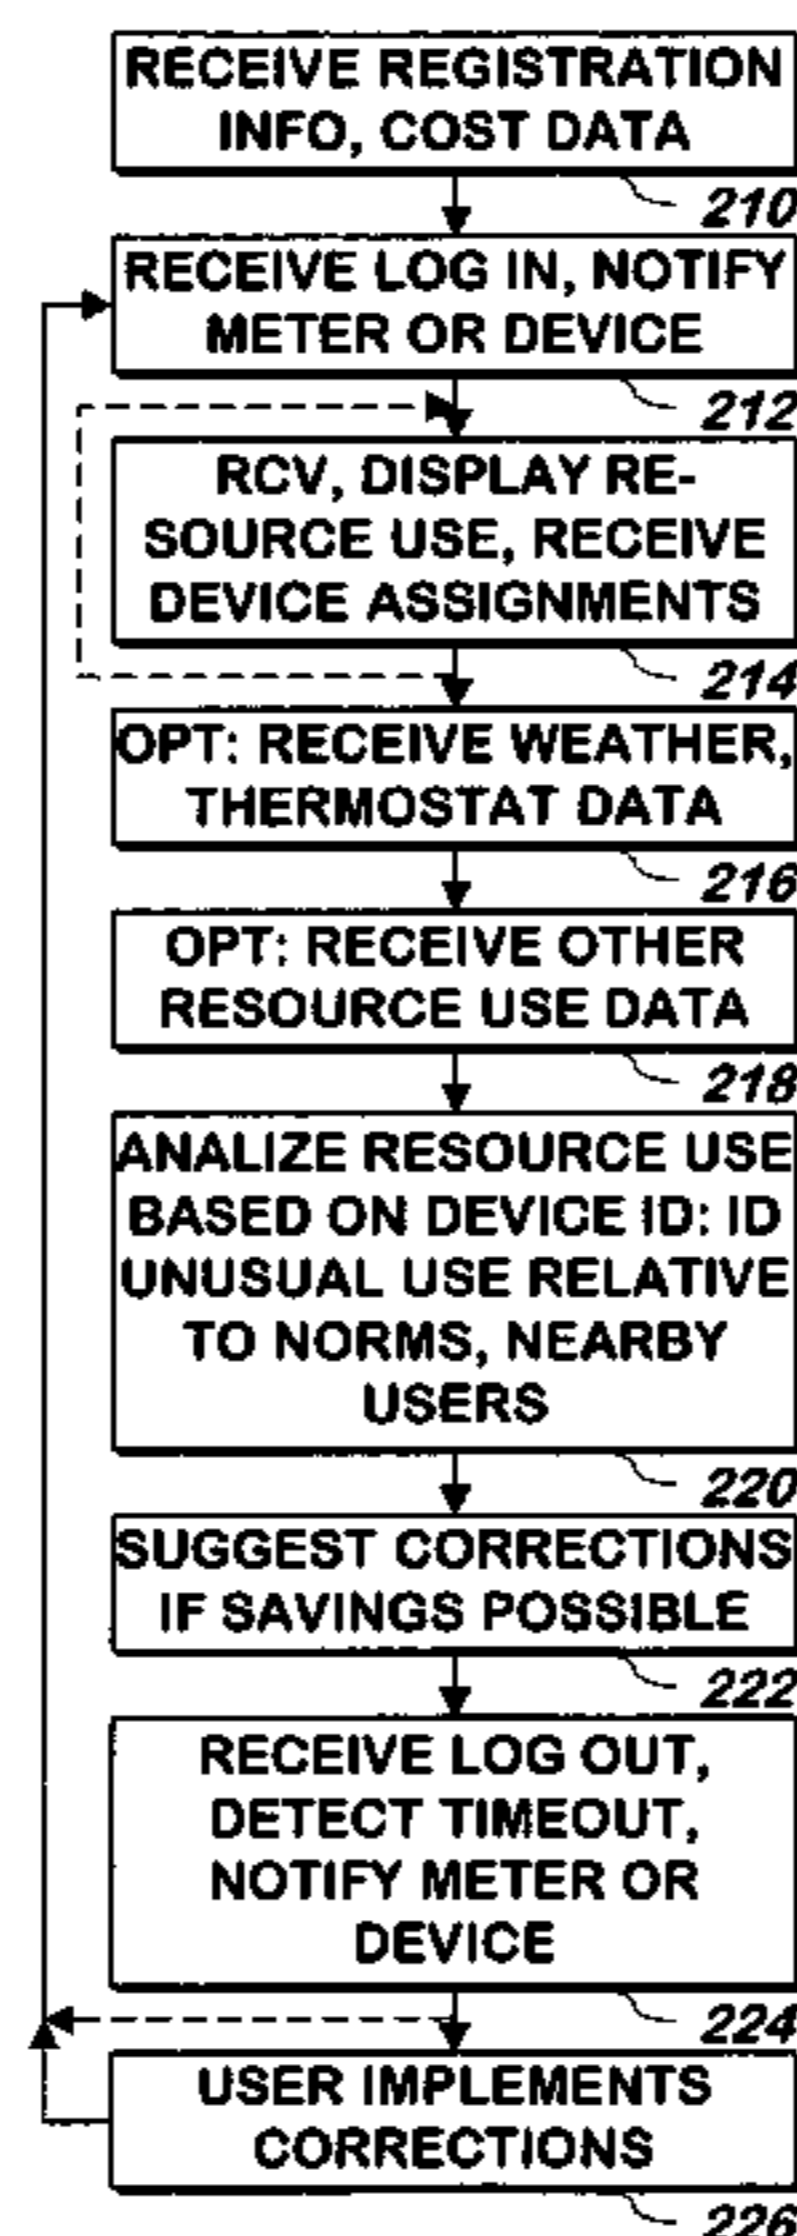 RECEIVE REGISTRATION
INFO, COST DATA
210
RECEIVE LOG IN, NOTIFY
METER OR DEVICE
212
RCV, DISPLAY RE-
SOURCE USE, RECEIVE
DEVICE ASSIGNMENTS
214
OPT: RECEIVE WEATHER,
THERMOSTAT DATA
216
OPT: RECEIVE OTHER
RESOURCE USE DATA
218
ANALIZE RESOURCE USE
BASED ON DEVICE ID: ID
UNUSUAL USE RELATIVE
TO NORMS, NEARBY
USERS
220
SUGGEST CORRECTIONS
IF SAVINGS POSSIBLE
222
RECEIVE LOG OUT,
DETECT TIMEOUT,
NOTIFY METER OR
DEVICE
224
USER IMPLEMENTS
CORRECTIONS
226